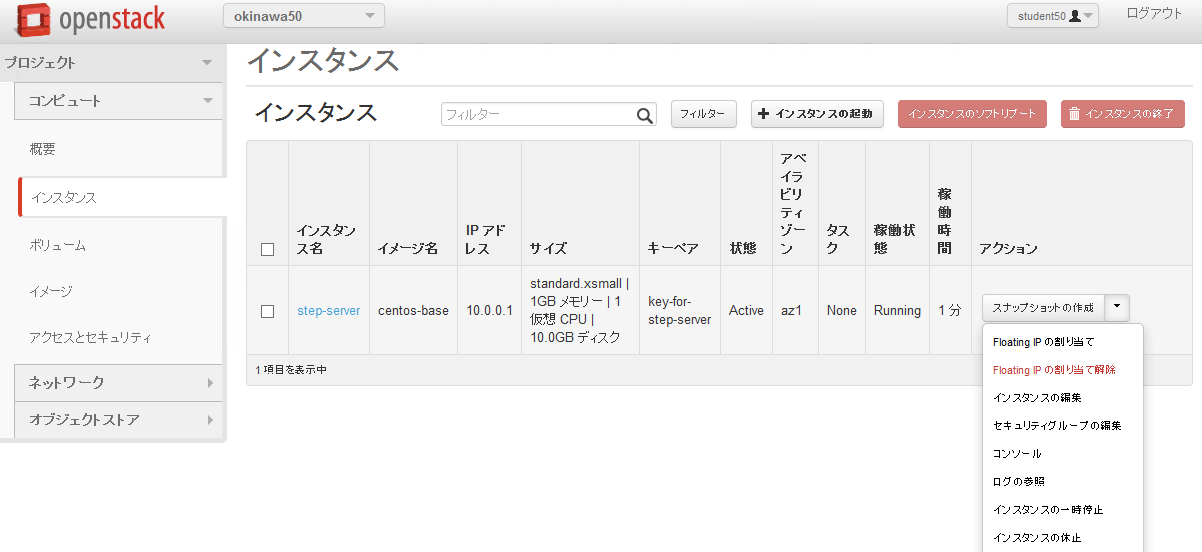 openstack
okinawa50
student50
ログアウト
プロジェクト
コンピュート
概要
インスタンス
ボリューム
イメージ
アクセスとセキュリティ
ネットワーク
オブジェクトストア
インスタンス
インスタンス
フィルター
フィルター
インスタンスの起動
インスタンスのソフトリブート
インスタンスの終了
インスタンス名
イメージ名
IP アドレス
サイズ
キーペア
状態
アベイラビリティゾーン
タスク
稼働状態
稼働時間
アクション
step-server
centos-base
10.0.0.1
standard.xsmall |
1GB メモリー | 1
仮想 CPU |
10.0GB ディスク
key-for-
step-server
Active
az1
None
Running
1 分
スナップショットの作成
1 項目を表示中
Floating IP の割り当て
Floating IP の割り当て解除
インスタンスの編集
セキュリティグループの編集
コンソール
ログの参照
インスタンスの一時停止
インスタンスの休止